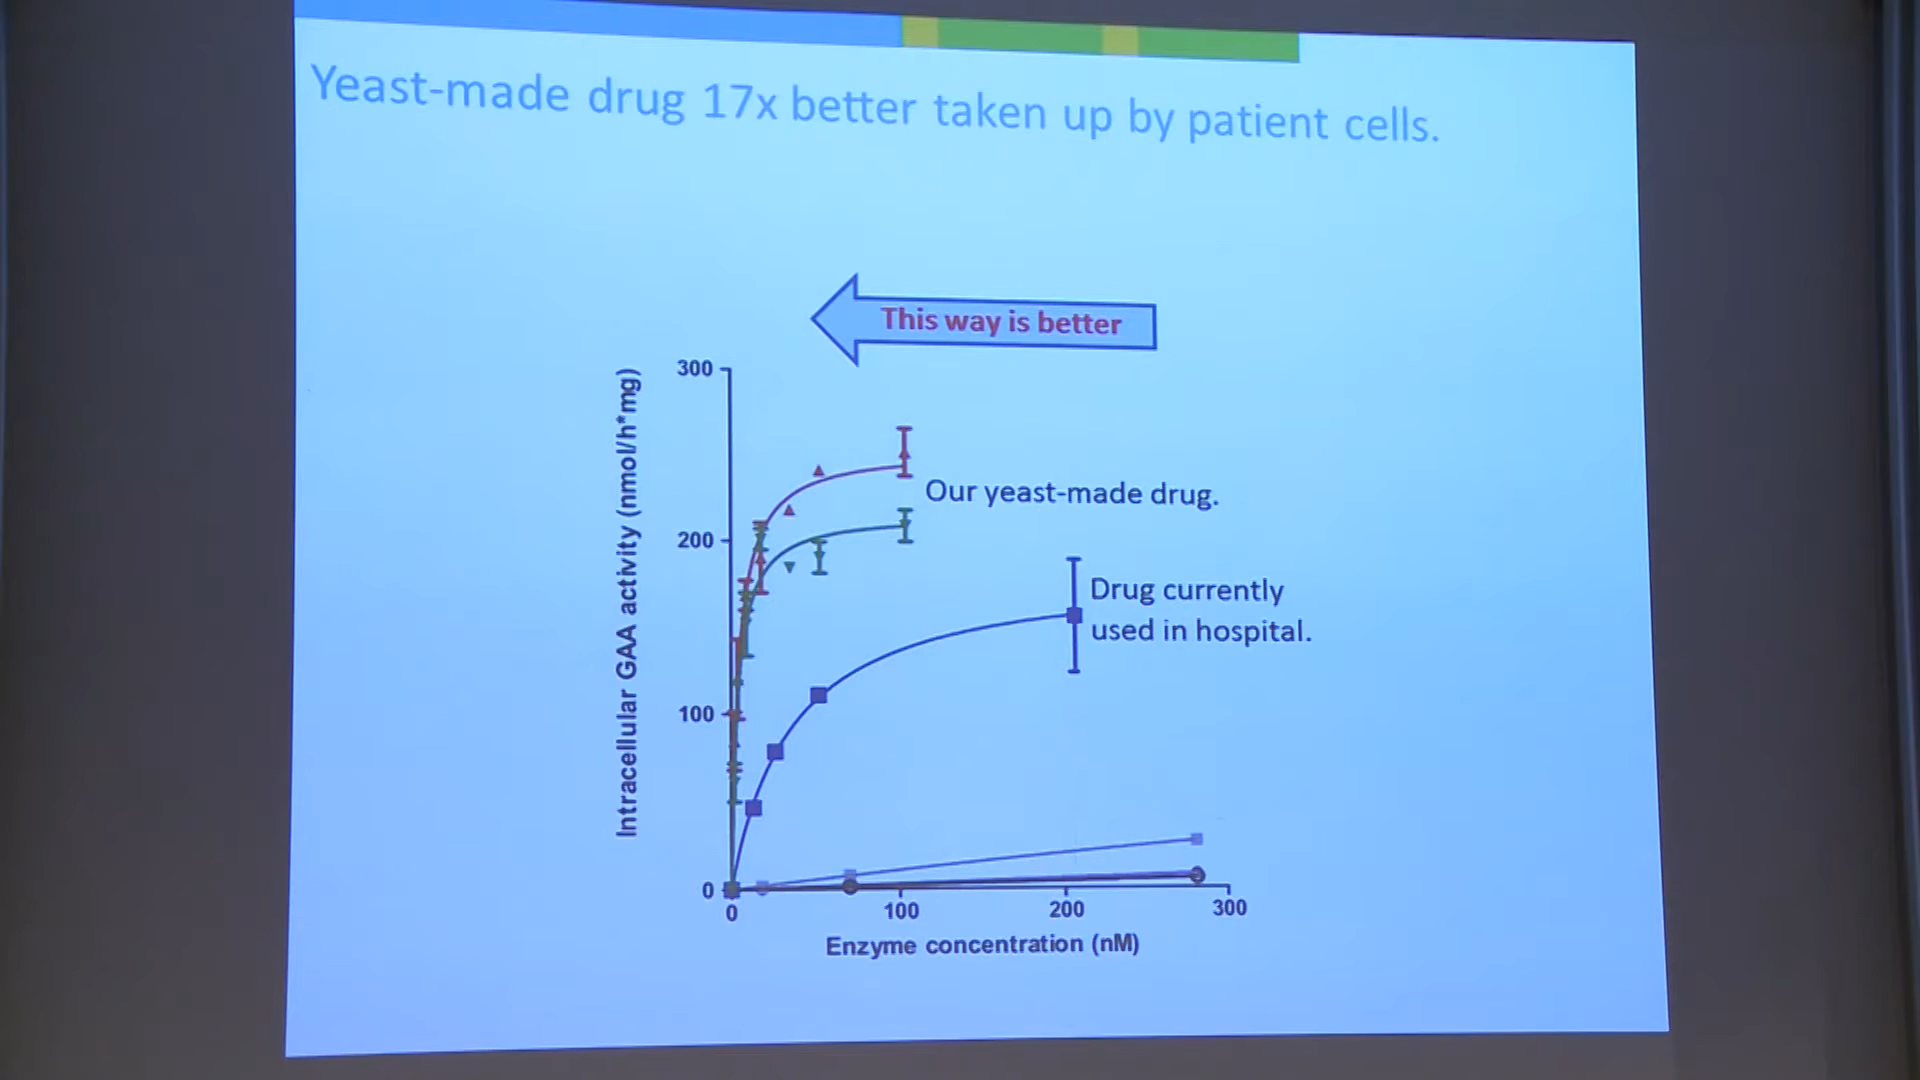 Yeast-made drug 17x better taken up by patient cells.
This way is better
300
200
100
0
Intracellular GAA activity (nmol/h*mg)
Our yeast-made drug.
Drug currently
used in hospital.
0
100
200
300
Enzyme concentration (nM)